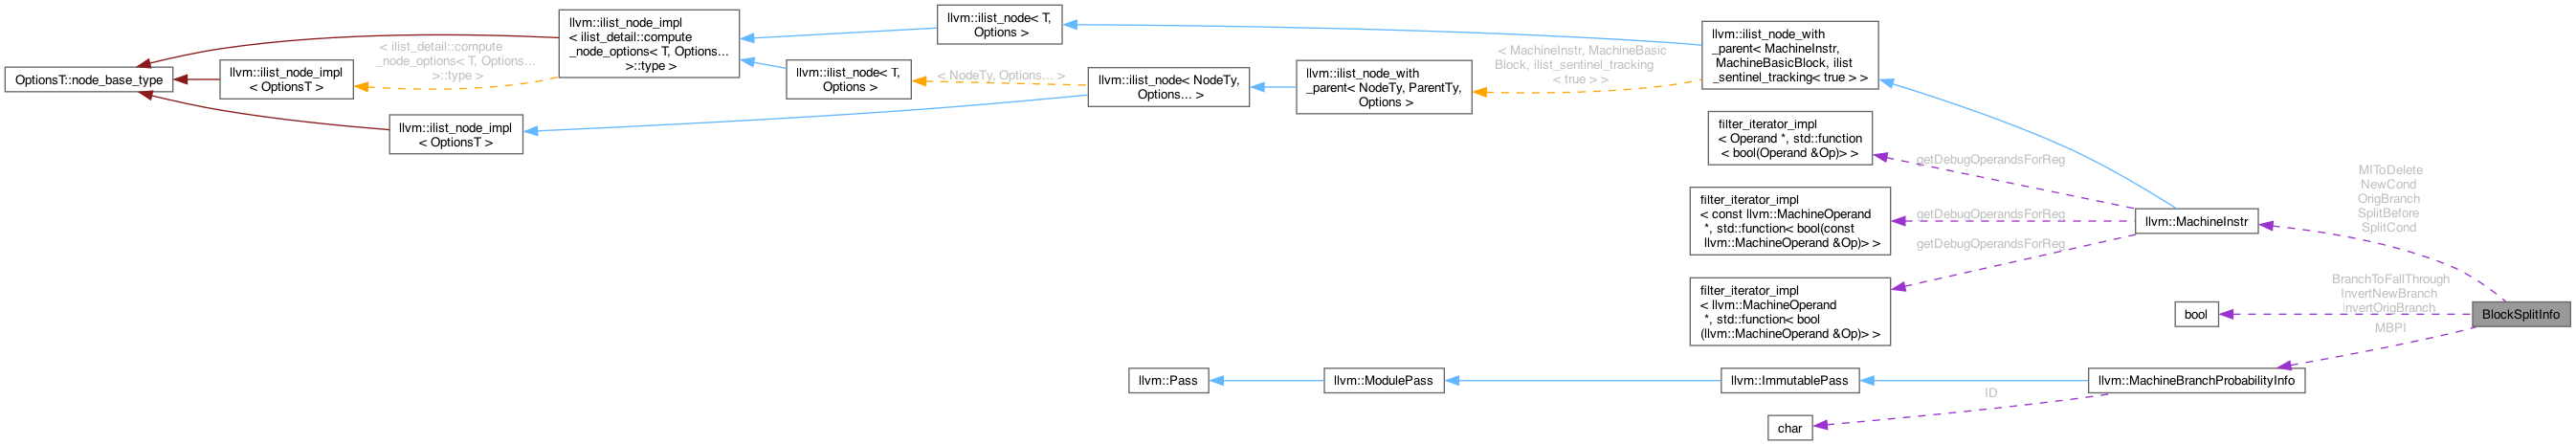 OptionsT::node_base_type
llvm::ilist_node_impl
< OptionsT >
llvm::ilist_node_impl
< OptionsT >
< ilist_detail::compute
_node_options< T, Options...
>::type >
llvm::ilist_node_impl
< ilist_detail::compute
_node_options< T, Options...
>::type >
llvm::ilist_node< T,
Options >
llvm::ilist_node< T,
Options >
< NodeTy, Options... >
llvm::ilist_node< NodeTy,
Options... >
llvm::ilist_node_with
_parent< NodeTy, ParentTy,
Options >
< MachineInstr, MachineBasic
Block, ilist_sentinel_tracking
< true > >
llvm::ilist_node_with
_parent< MachineInstr,
MachineBasicBlock, ilist
_sentinel_tracking< true > >
filter_iterator_impl
< Operand *, std::function
< bool(Operand &Op)> >
getDebugOperandsForReg
filter_iterator_impl
< const llvm::MachineOperand
*, std::function< bool(const
llvm::MachineOperand &Op)> >
getDebugOperandsForReg
filter_iterator_impl
< llvm::MachineOperand
*, std::function< bool
(llvm::MachineOperand &Op)> >
getDebugOperandsForReg
llvm::MachineInstr
MIToDelete
NewCond
OrigBranch
SplitBefore
SplitCond
bool
BranchToFallThrough
InvertNewBranch
InvertOrigBranch
BlockSplitInfo
MBPI
llvm::Pass
llvm::ModulePass
llvm::ImmutablePass
llvm::MachineBranchProbabilityInfo
ID
char